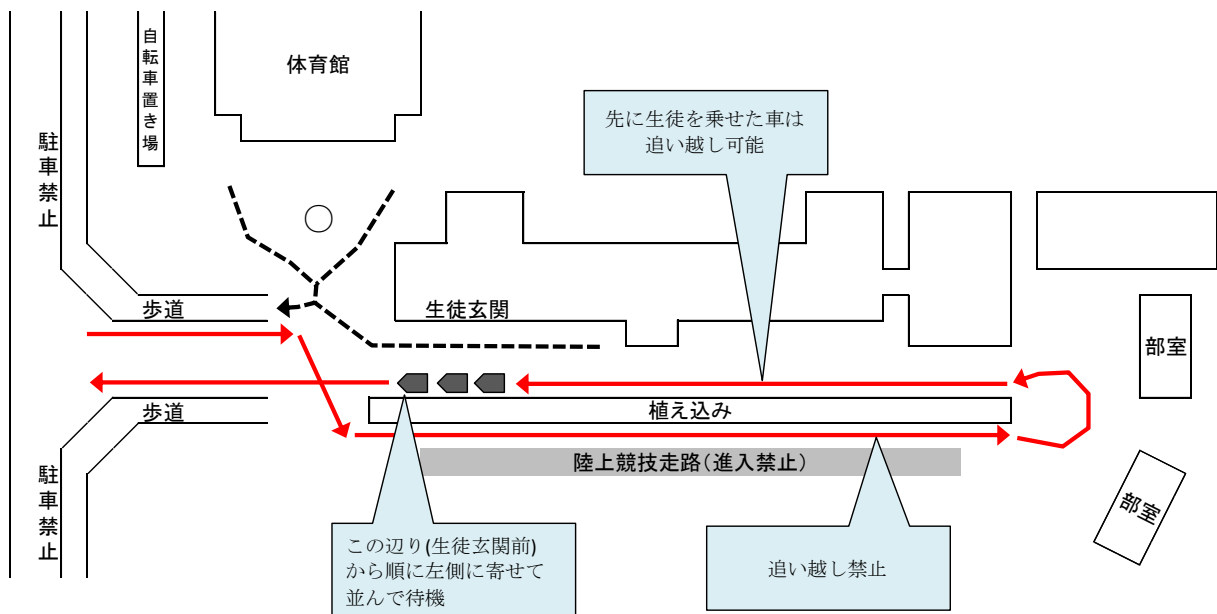 自転車置き場
体育館
駐車禁止
先に生徒を乗せた車は
追い越し可能
歩道
生徒玄関
部室
歩道
植え込み
陸上競技走路(進入禁止)
駐車禁止
部室
この辺り(生徒玄関前)
から順に左側に寄せて
並んで待機
追い越し禁止